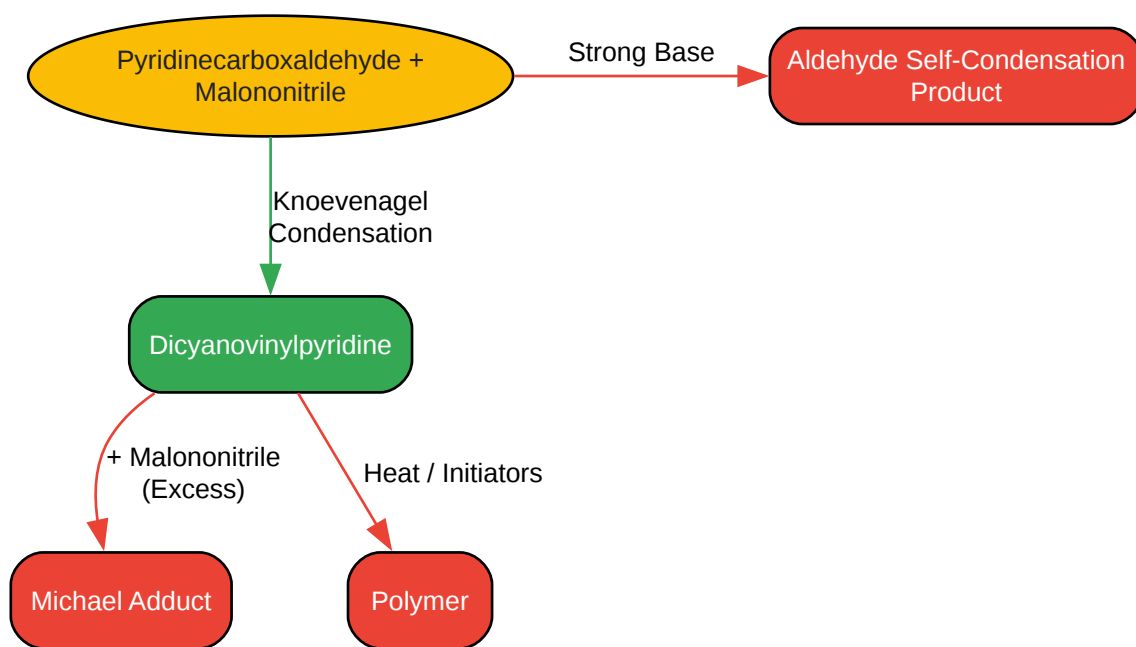 Pyridinecarboxaldehyde +
Malononitrile
Strong Base
Aldehyde Self-Condensation
Product
Knoevenagel
Condensation
Dicyanovinylpyridine
+ Malononitrile
(Excess)
Heat / Initiators
Michael Adduct
Polymer